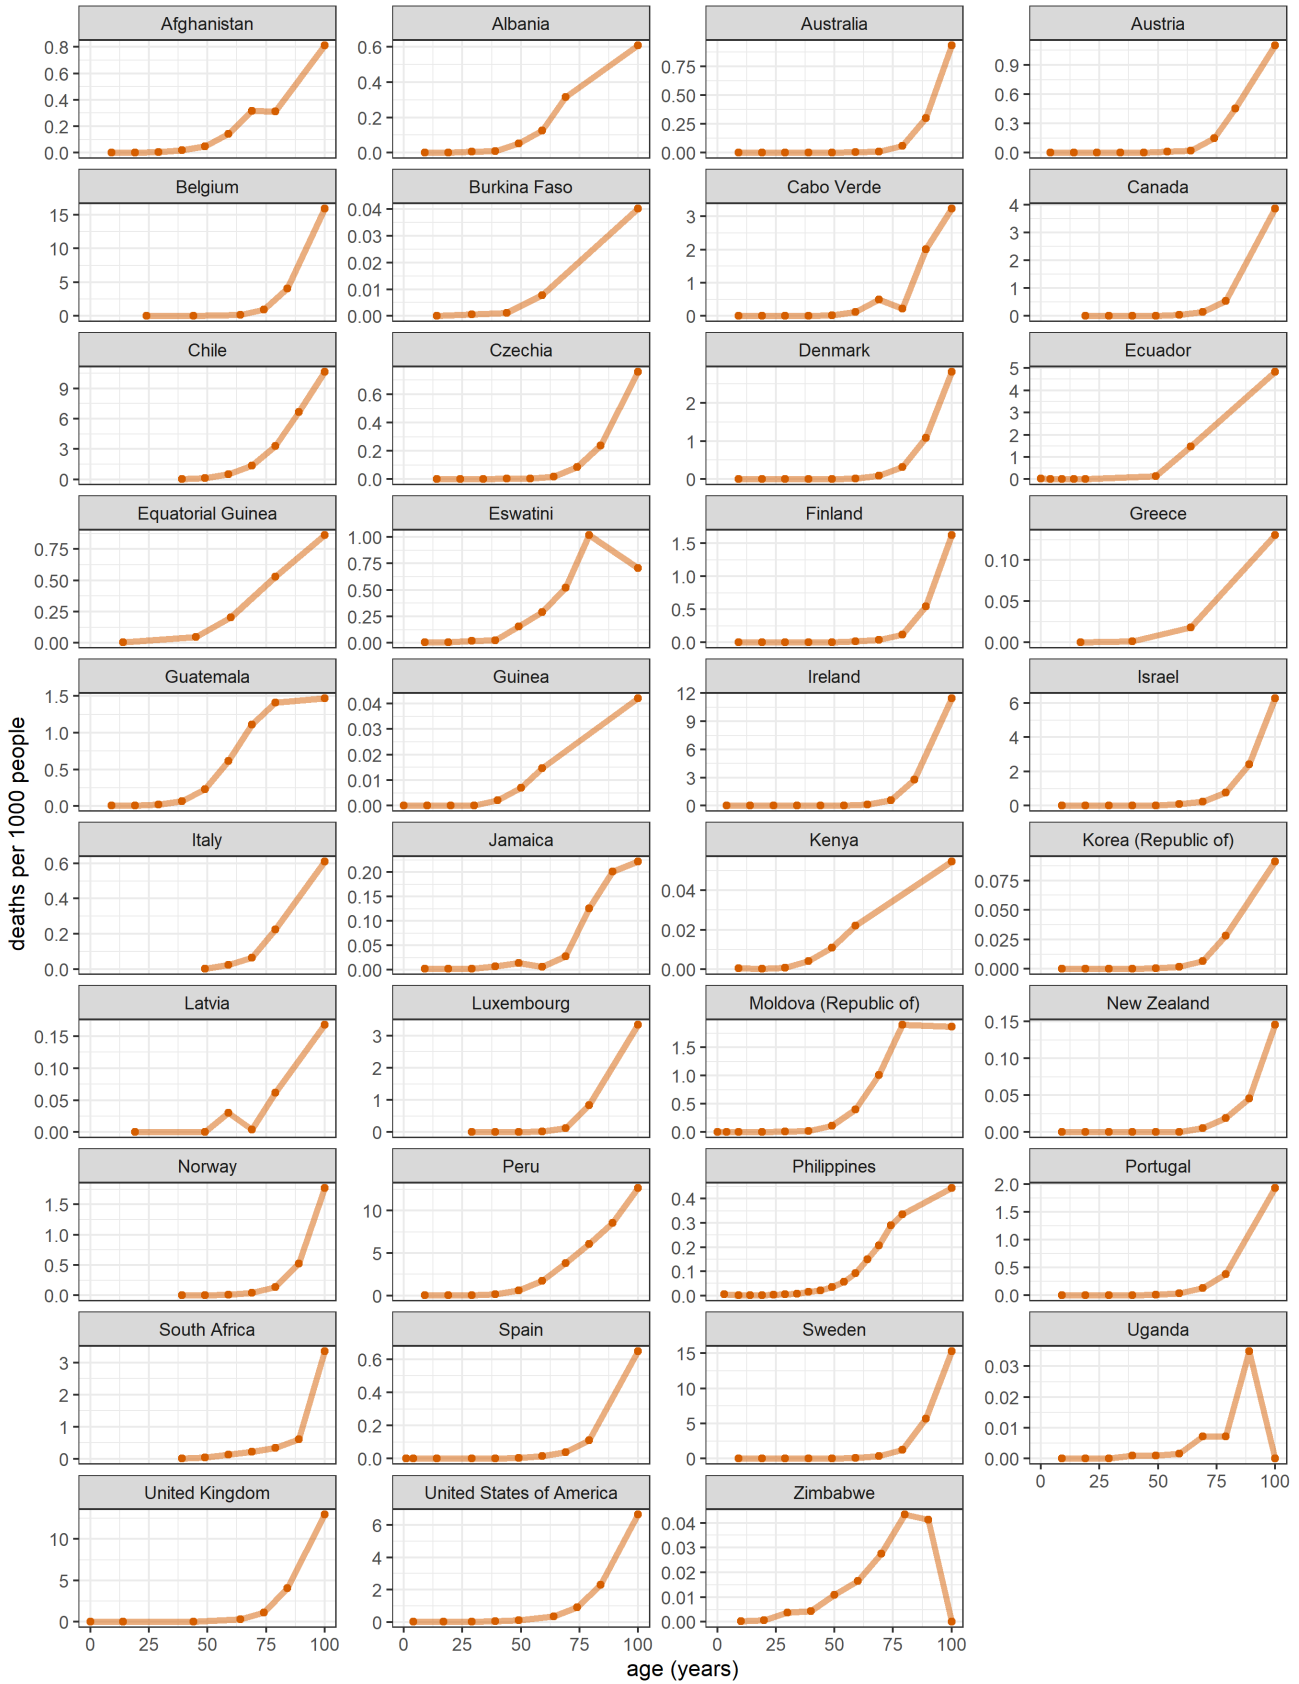 Afghanistan Albania Australia Austria
0.8 0.6 0.4 0.2 0.0
0.6 0.4 0.2 0.0
0.75 0.50 0.25 0.00
0.9 0.6 0.3 0.0
Belgium Burkina Faso Cabo Verde Canada
15 10 5 0
0.04 0.03 0.02 0.01 0.00
3 2 1 0
4 3 2 1 0
Chile Czechia Denmark Ecuador
9 6 3 0
0.6 0.4 0.2 0.0
2 1 0
5 4 3 2 1 0
Equatorial Guinea Eswatini Finland Greece
0.75 0.50 0.25 0.00
1.00 0.75 0.50 0.25 0.00
1.5 1.0 0.5 0.0
0.10 0.05 0.00
Guatemala Guinea Ireland Israel
1.5 1.0 0.5 0.0
0.04 0.03 0.02 0.01 0.00
12 9 6 3 0
6 4 2 0
Italy Jamaica Kenya Korea (Republic of)
0.6 0.4 0.2 0.0
0.20 0.15 0.10 0.05 0.00
0.04 0.02 0.00
0.075 0.050 0.025 0.000
Latvia Luxembourg Moldova (Republic of) New Zealand
0.15 0.10 0.05 0.00
3 2 1 0
1.5 1.0 0.5 0.0
0.15 0.10 0.05 0.00
Norway Peru Philippines Portugal
1.5 1.0 0.5 0.0
10 5 0
0.4 0.3 0.2 0.1 0.0
2.0 1.5 1.0 0.5 0.0
South Africa Spain Sweden Uganda
3 2 1 0
0.6 0.4 0.2 0.0
15 10 5 0
0.03 0.02 0.01 0.00
0 25 50 75 100
United Kingdom United States of America Zimbabwe
10 5 0
6 4 2 0
0.04 0.03 0.02 0.01 0.00
0 25 50 75 100
0 25 50 75 100
0 25 50 75 100
age (years)
deaths per 1000 people